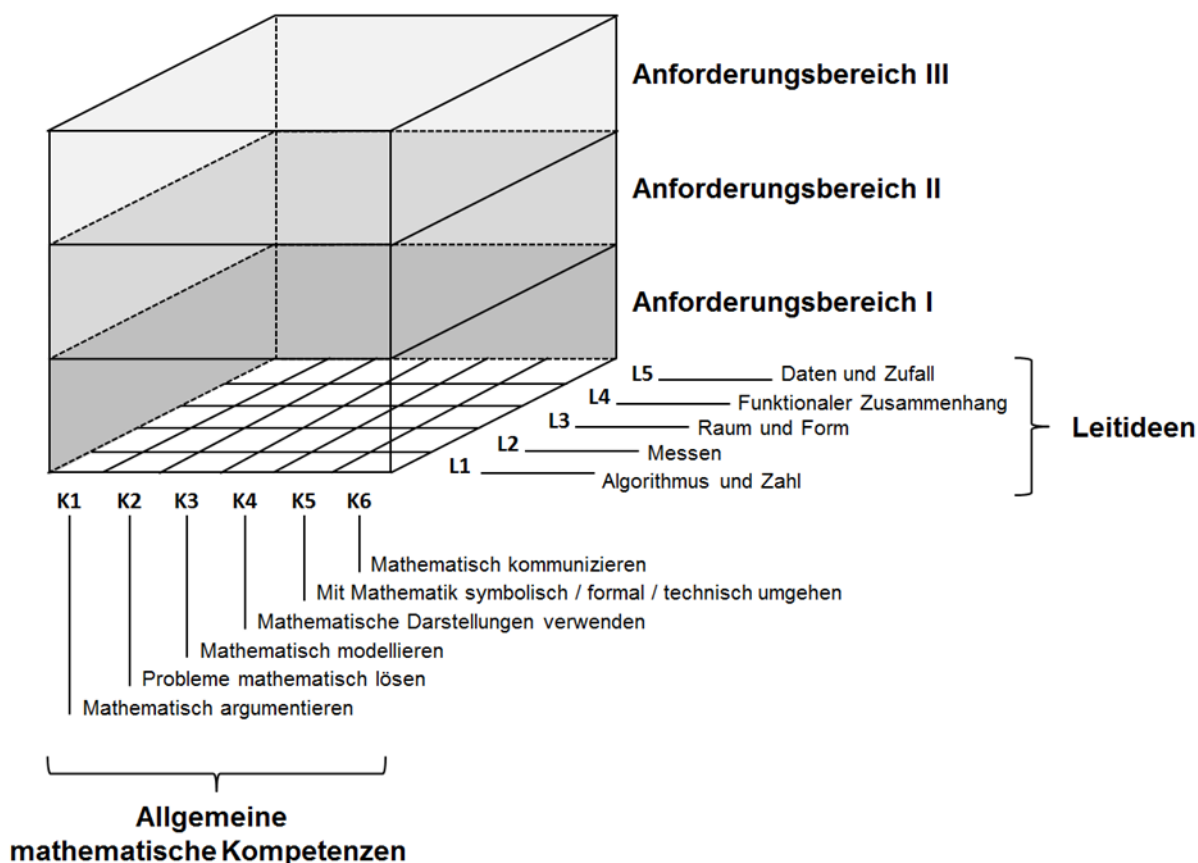 Anforderungsbereich III
Anforderungsbereich II
Anforderungsbereich I
L5 Daten und Zufall
L4 Funktionaler Zusammenhang
L3 Raum und Form
L2 Messen
L1 Algorithmus und Zahl
Leitideen
K1 K2 K3 K4 K5 K6
Mathematisch kommunizieren
Mit Mathematik symbolisch / formal / technisch umgehen
Mathematische Darstellungen verwenden
Mathematisch modellieren
Probleme mathematisch lösen
Mathematisch argumentieren
Allgemeine
mathematische Kompetenzen